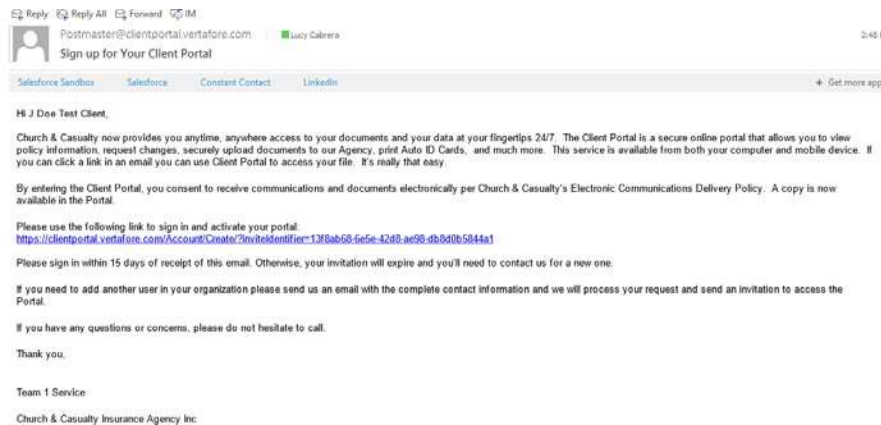 Reply Reply All Forward IM
Postmaster@clientportal.vertafore.com Lucy Cabrera 2:48
Sign up for Your Client Portal
Salesforce Sandbox Salesforce Constant Contact LinkedIn + Get more app
Hi J Doe Test Client,
Church & Casualty now provides you anytime, anywhere access to your documents and your data at your fingertips 24/7. The Client Portal is a secure online portal that allows you to view
policy information, request changes, securely upload documents to our Agency, print Auto ID Cards, and much more. This service is available from both your computer and mobile device. If
you can click a link in an email you can use Client Portal to access your file. It's really that easy.
By entering the Client Portal, you consent to receive communications and documents electronically per Church & Casualty's Electronic Communications Delivery Policy. A copy is now
available in the Portal.
Please use the following link to sign in and activate your portal:
https://clientportal.vertafore.com/Account/Create/?inviteIdentifier=13f8ab68-6e5e-42d8-ae98-db8d0b5844a1
Please sign in within 15 days of receipt of this email. Otherwise, your invitation will expire and you'll need to contact us for a new one.
If you need to add another user in your organization please send us an email with the complete contact information and we will process your request and send an invitation to access the
Portal.
If you have any questions or concerns, please do not hesitate to call.
Thank you,
Team 1 Service
Church & Casualty Insurance Agency Inc